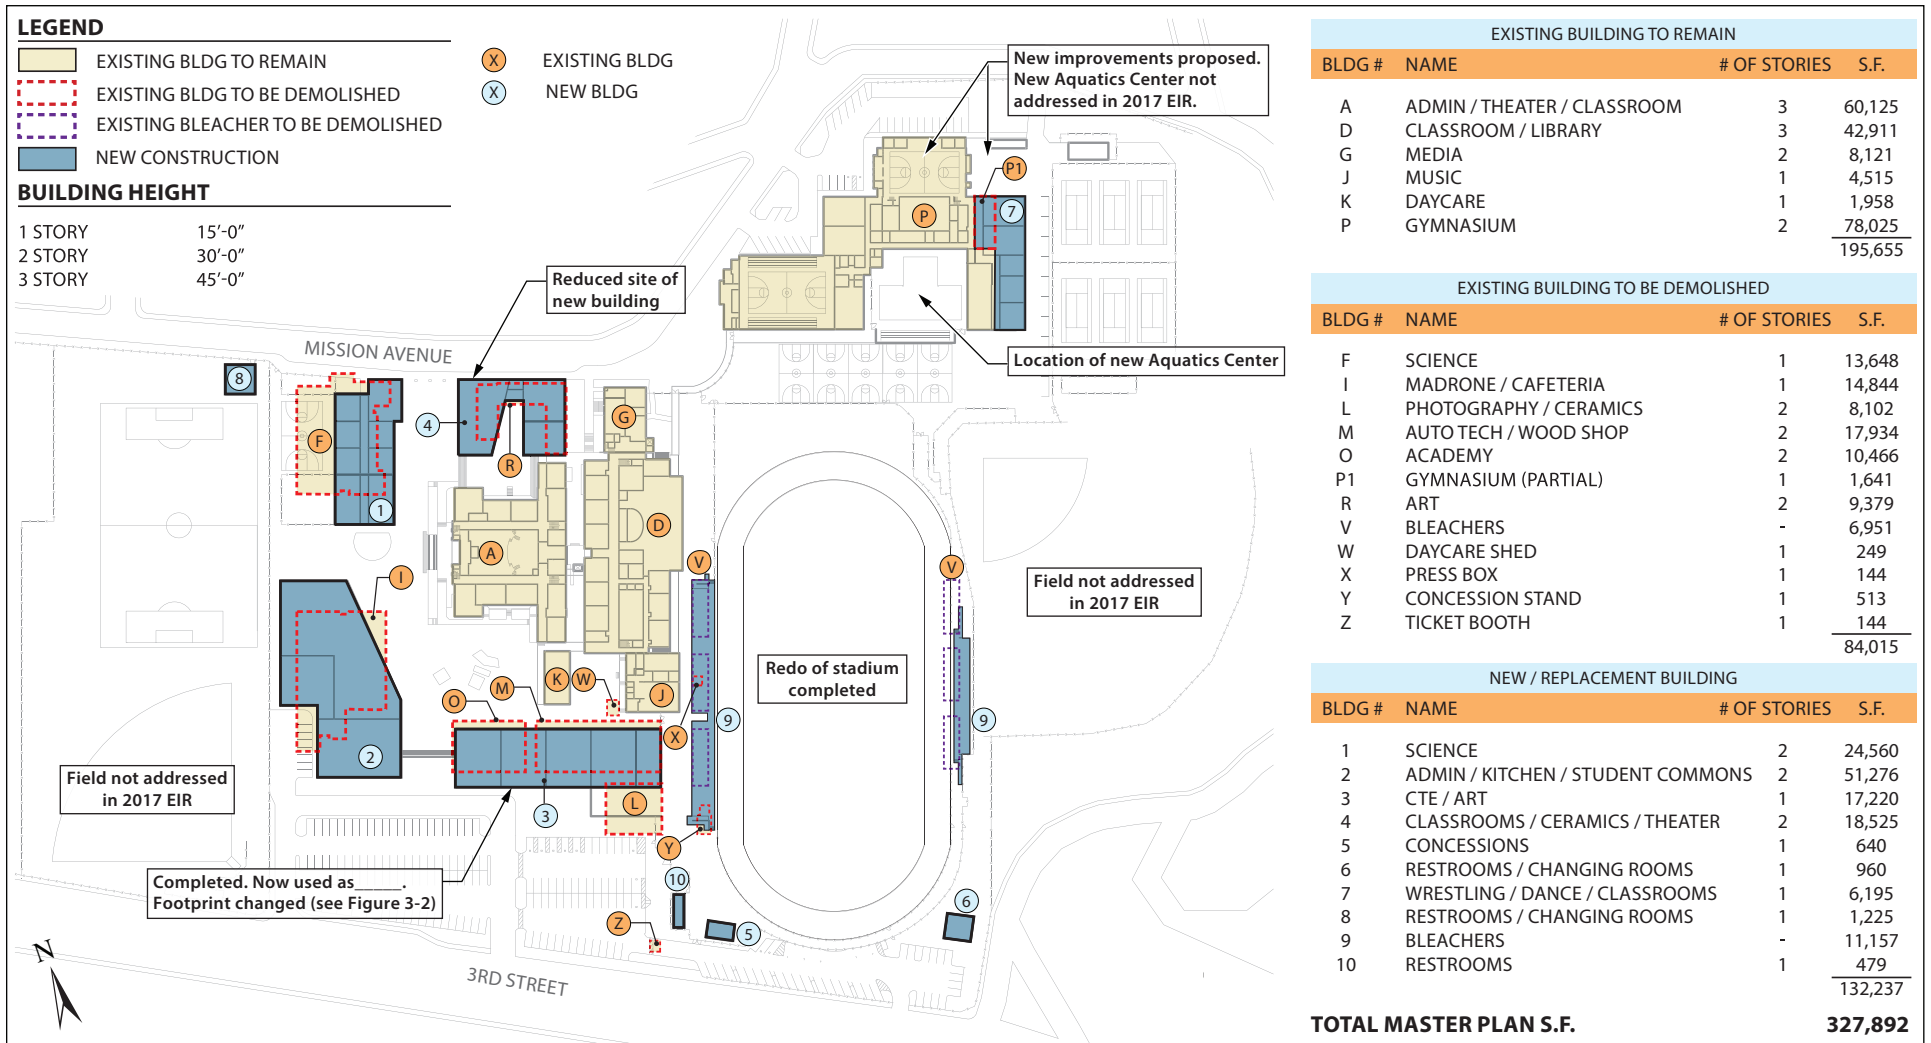 LEGEND
EXISTING BLDG TO REMAIN
EXISTING BLDG TO BE DEMOLISHED
EXISTING BLEACHER TO BE DEMOLISHED
NEW CONSTRUCTION
X EXISTING BLDG
X NEW BLDG
BUILDING HEIGHT
1 STORY 15’-0”
2 STORY 30’-0”
3 STORY 45’-0”
New improvements proposed.
New Aquatics Center not
addressed in 2017 EIR.
P1
P
7
Reduced site of
new building
Location of new Aquatics Center
MISSION AVENUE
8
F
1
4
R
G
A
D
I
V
V
Field not addressed
in 2017 EIR
Redo of stadium
completed
K
W
J
O
M
X
9
9
2
3
L
Y
Field not addressed
in 2017 EIR
Completed. Now used as_____.
Footprint changed (see Figure 3-2)
10
Z
5
6
3RD STREET
N
EXISTING BUILDING TO REMAIN
BLDG # NAME # OF STORIES S.F.
A ADMIN / THEATER / CLASSROOM 3 60,125
D CLASSROOM / LIBRARY 3 42,911
G MEDIA 2 8,121
J MUSIC 1 4,515
K DAYCARE 1 1,958
P GYMNASIUM 2 78,025
195,655
EXISTING BUILDING TO BE DEMOLISHED
BLDG # NAME # OF STORIES S.F.
F SCIENCE 1 13,648
I MADRONE / CAFETERIA 1 14,844
L PHOTOGRAPHY / CERAMICS 2 8,102
M AUTO TECH / WOOD SHOP 2 17,934
O ACADEMY 2 10,466
P1 GYMNASIUM (PARTIAL) 1 1,641
R ART 2 9,379
V BLEACHERS - 6,951
W DAYCARE SHED 1 249
X PRESS BOX 1 144
Y CONCESSION STAND 1 513
Z TICKET BOOTH 1 144
84,015
NEW / REPLACEMENT BUILDING
BLDG # NAME # OF STORIES S.F.
1 SCIENCE 2 24,560
2 ADMIN / KITCHEN / STUDENT COMMONS 2 51,276
3 CTE / ART 1 17,220
4 CLASSROOMS / CERAMICS / THEATER 2 18,525
5 CONCESSIONS 1 640
6 RESTROOMS / CHANGING ROOMS 1 960
7 WRESTLING / DANCE / CLASSROOMS 1 6,195
8 RESTROOMS / CHANGING ROOMS 1 1,225
9 BLEACHERS - 11,157
10 RESTROOMS 1 479
132,237
TOTAL MASTER PLAN S.F. 327,892